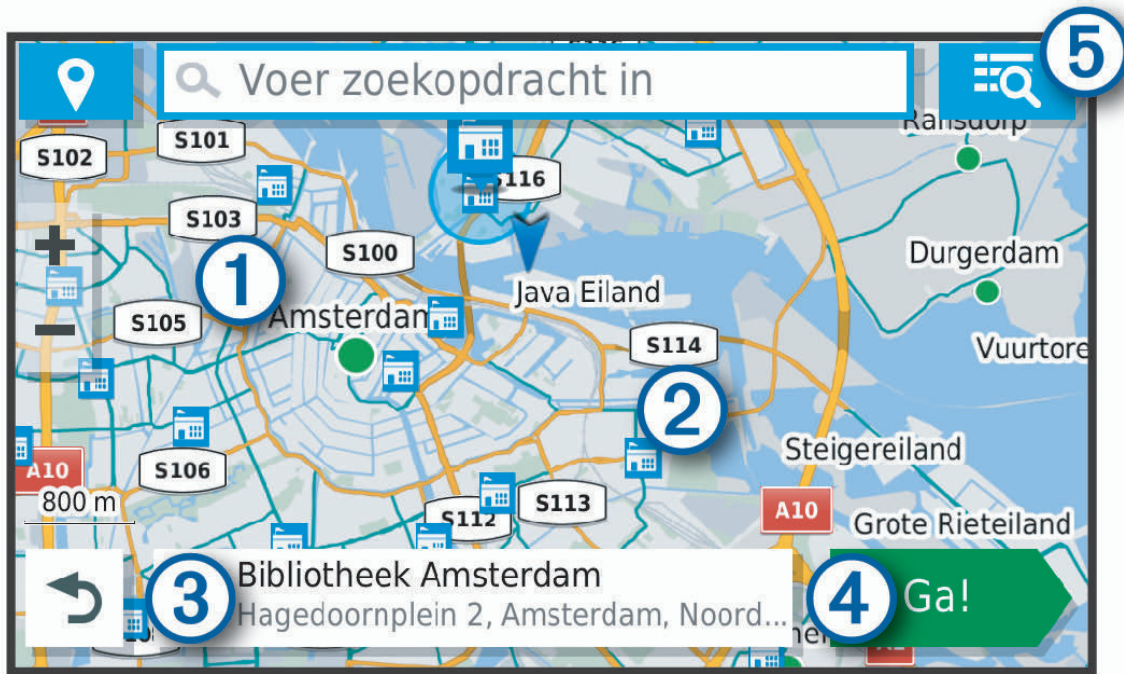 5
Voer zoekopdracht in
Ransdorp
S101
S102
S116
S103
1
S100
Durgerdam
+
Java Eiland
S105
Amsterdam
S114
Vuurtore
2
Steigereiland
A10
S106
800 m
S112
S113
A10
Grote Rieteiland
3
Bibliotheek Amsterdam
Hagedoornplein 2, Amsterdam, Noord...
4
Ga!